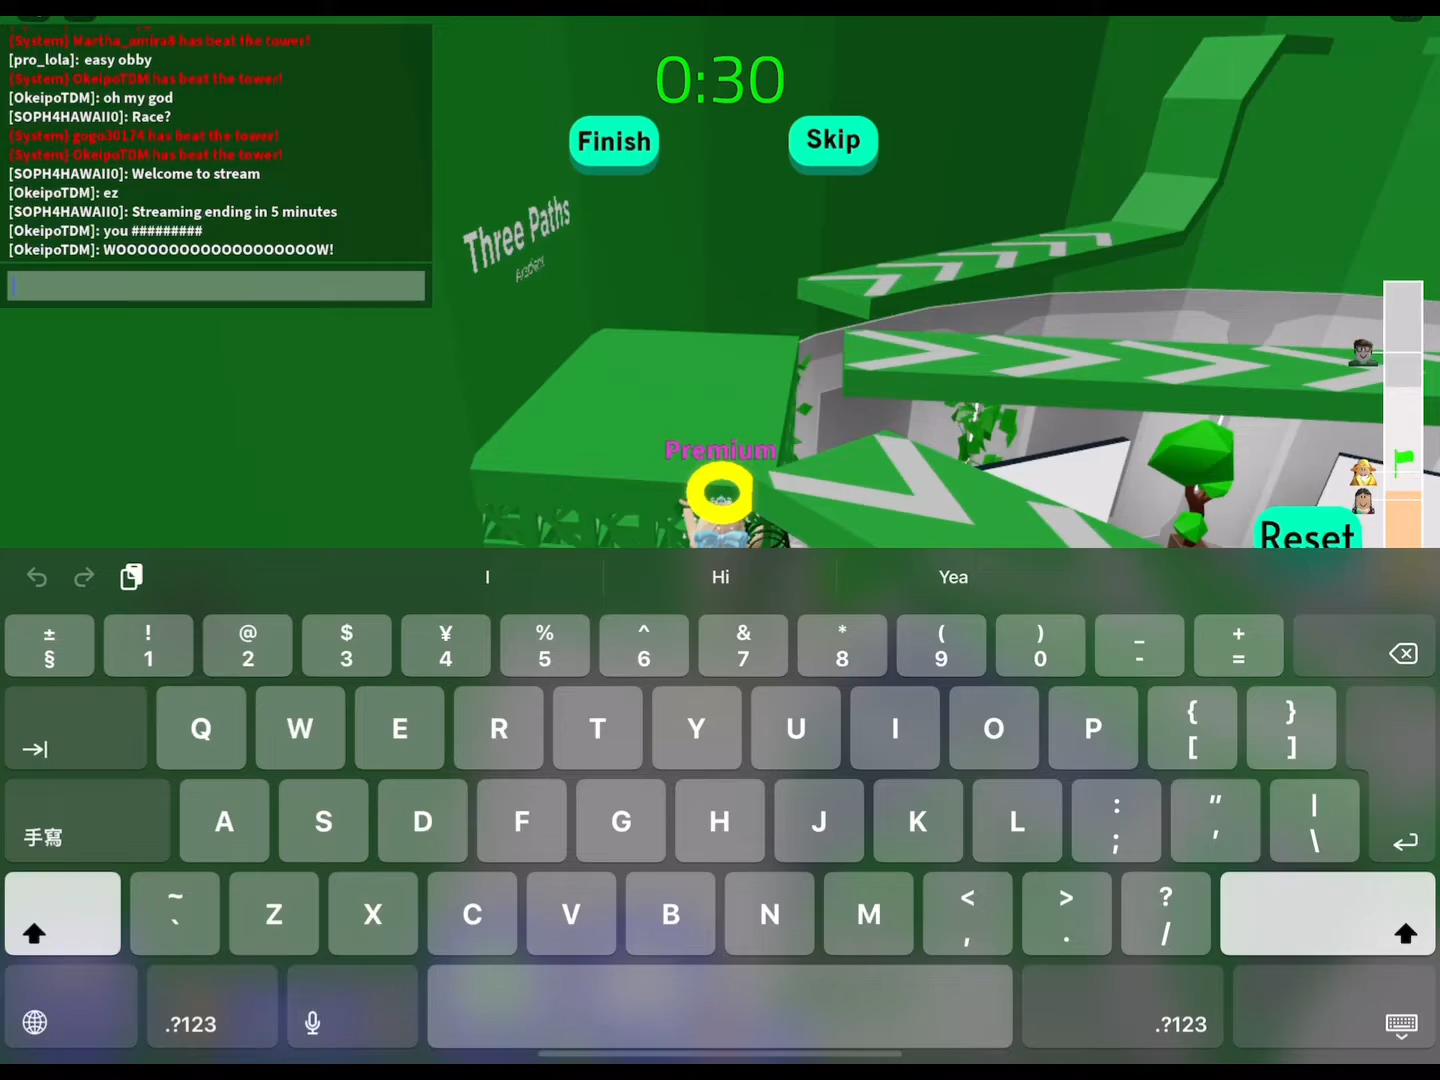 {System} Martha_amira8 has beat the tower!
[pro_lola]: easy obby
{System} OkeipoTDM has beat the tower!
[OkeipoTDM]: oh my god
[SOPH4HAWAII0]: Race?
{System} gogo30174 has beat the tower!
{System} OkeipoTDM has beat the tower!
[SOPH4HAWAII0]: Welcome to stream
[OkeipoTDM]: ez
[SOPH4HAWAII0]: Streaming ending in 5 minutes
[OkeipoTDM]: you #########
[OkeipoTDM]: WOOOOOOOOOOOOOOOOOOOW!
0:30
Finish
Skip
Three Paths
Premium
Reset
I Hi Yea
± ! @ $ ¥ % ^ & * ( ) _ +
§ 1 2 3 4 5 6 7 8 9 0 - =
Q W E R T Y U I O P { }
[ ]
A S D F G H J K L : " |
手寫 ; ' \
~ Z X C V B N M < > ?
` , . /
.?123 .?123